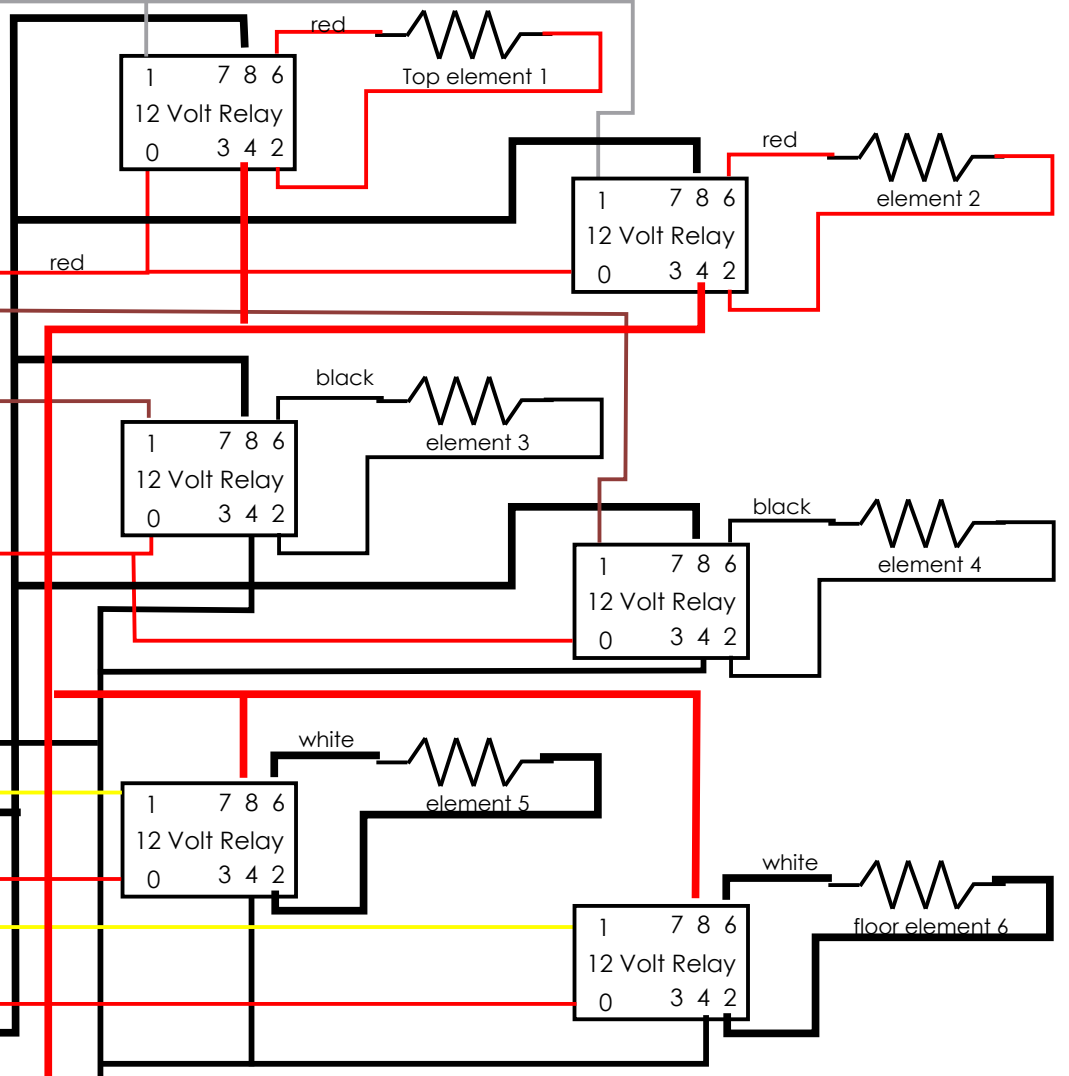 red
Top element 1
1 7 8 6
12 Volt Relay
0 3 4 2
red
element 2
1 7 8 6
12 Volt Relay
0 3 4 2
red
black
element 3
1 7 8 6
12 Volt Relay
0 3 4 2
black
element 4
1 7 8 6
12 Volt Relay
0 3 4 2
white
element 5
1 7 8 6
12 Volt Relay
0 3 4 2
white
floor element 6
1 7 8 6
12 Volt Relay
0 3 4 2